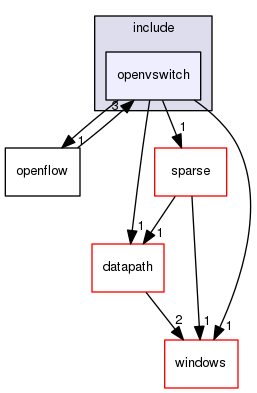 include
openvswitch
3
1
1
openflow
sparse
1
1
datapath
2
1
1
windows